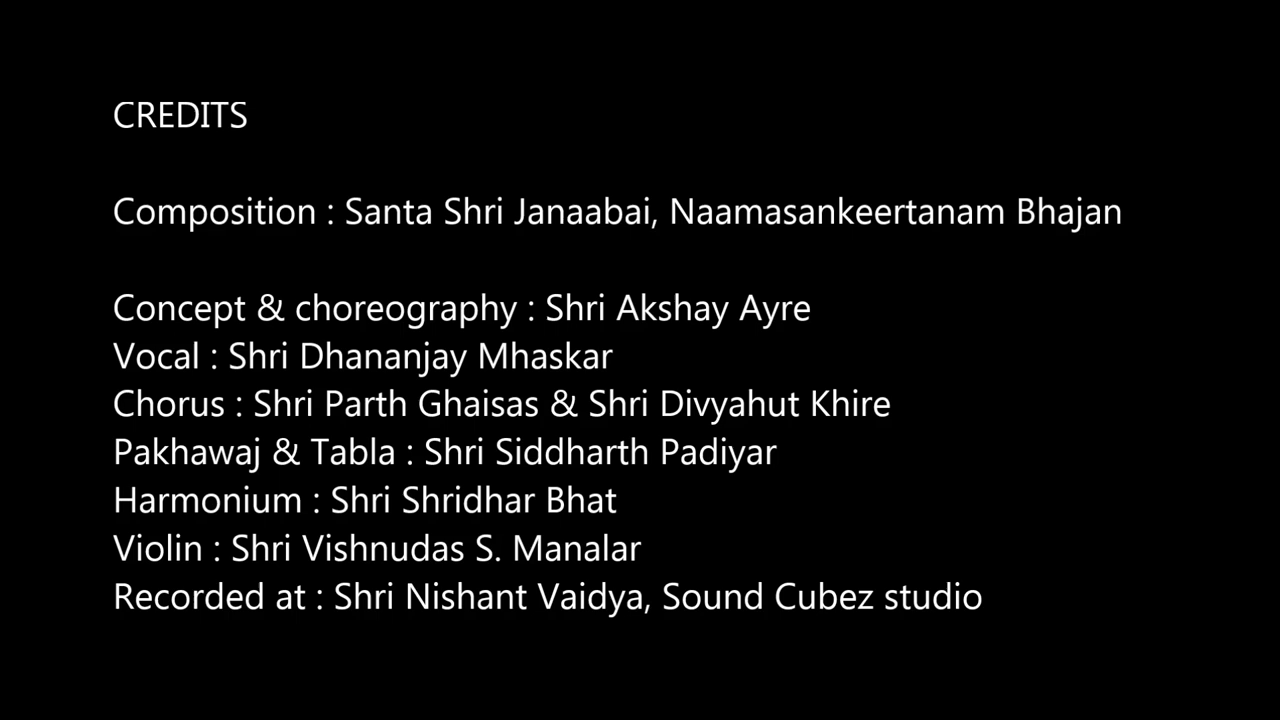 CREDITS
Composition : Santa Shri Janaabai, Naamasankeertanam Bhajan
Concept & choreography : Shri Akshay Ayre
Vocal : Shri Dhananjay Mhaskar
Chorus : Shri Parth Ghaisas & Shri Divyahut Khire
Pakhawaj & Tabla : Shri Siddharth Padiyar
Harmonium : Shri Shridhar Bhat
Violin : Shri Vishnudas S. Manalar
Recorded at : Shri Nishant Vaidya, Sound Cubez studio